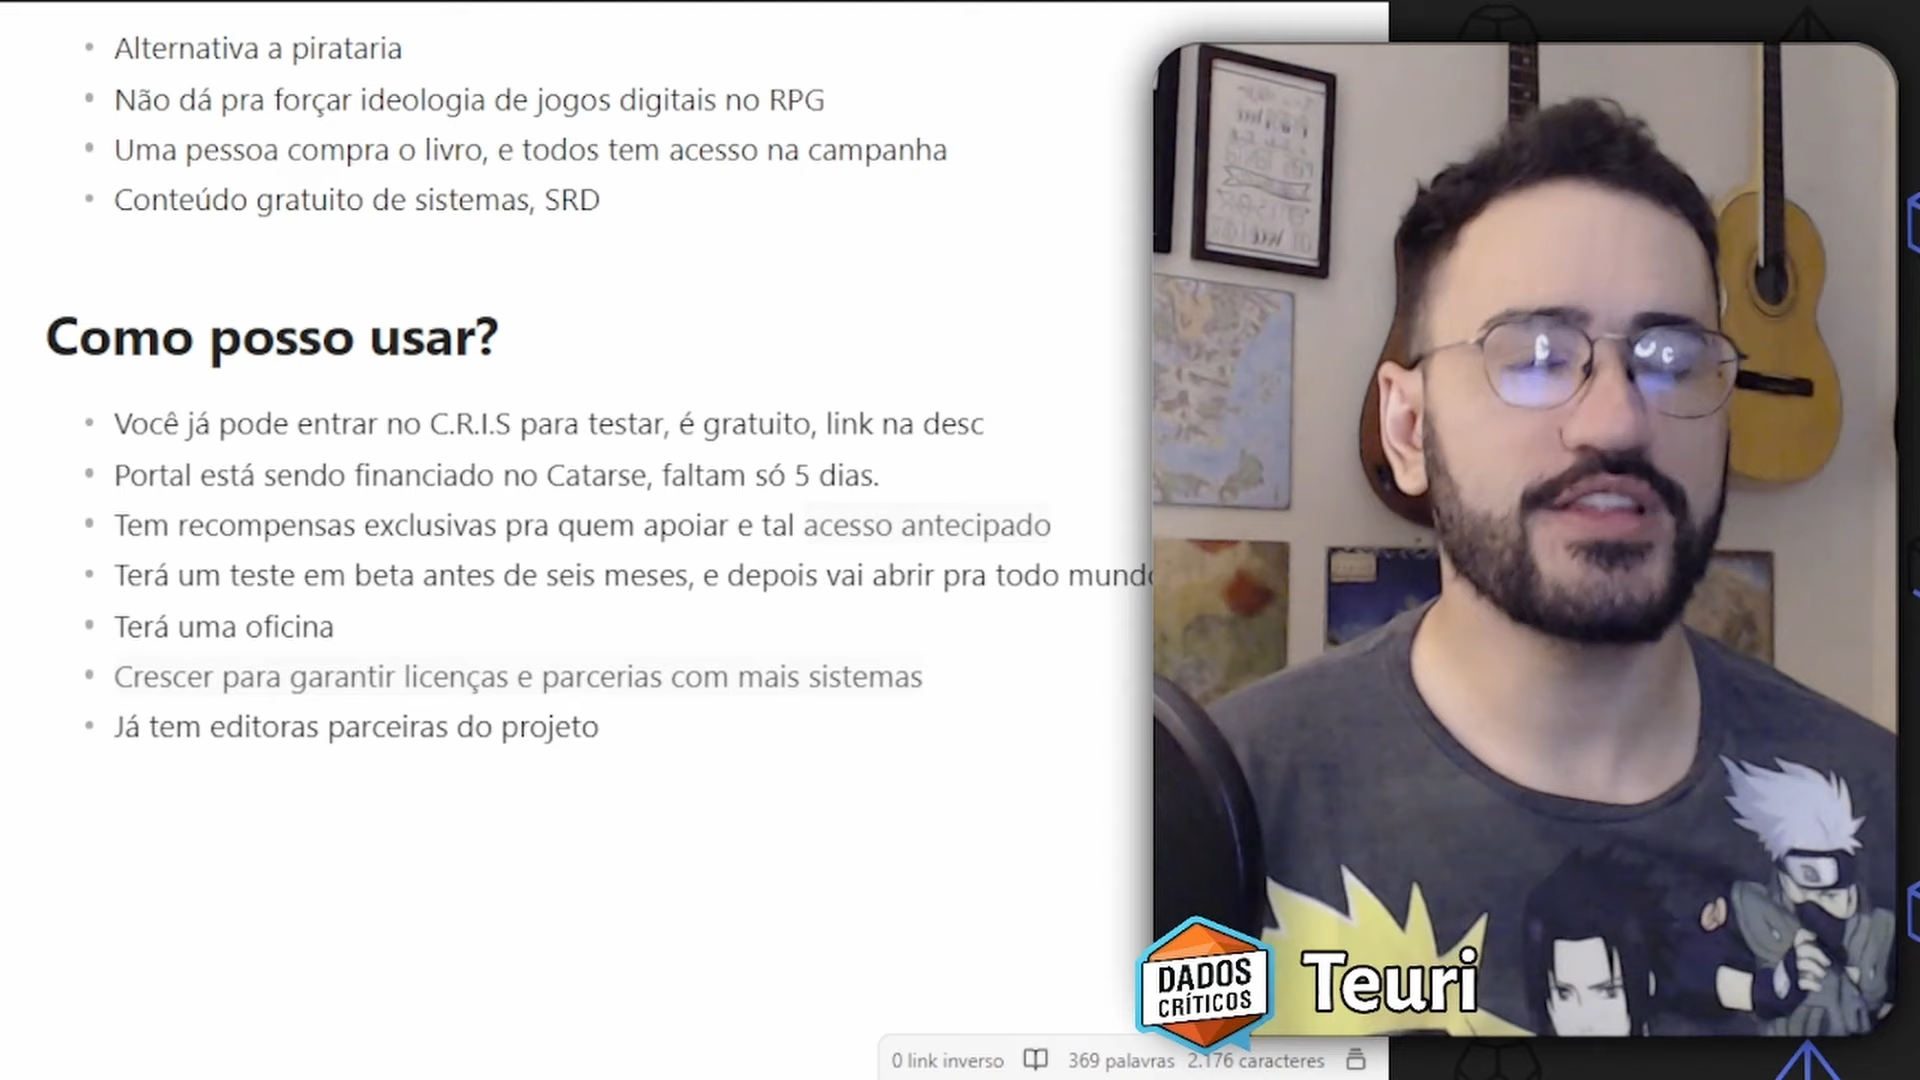 Alternativa a pirataria
Não dá pra forçar ideologia de jogos digitais no RPG
Uma pessoa compra o livro, e todos tem acesso na campanha
Conteúdo gratuito de sistemas, SRD
Como posso usar?
Você já pode entrar no C.R.I.S para testar, é gratuito, link na desc
Portal está sendo financiado no Catarse, faltam só 5 dias.
Tem recompensas exclusivas pra quem apoiar e tal acesso antecipado
Terá um teste em beta antes de seis meses, e depois vai abrir pra todo mundo
Terá uma oficina
Crescer para garantir licenças e parcerias com mais sistemas
Já tem editoras parceiras do projeto
DADOS
CRÍTICOS
Teuri
0 link inverso 369 palavras 2.176 caracteres